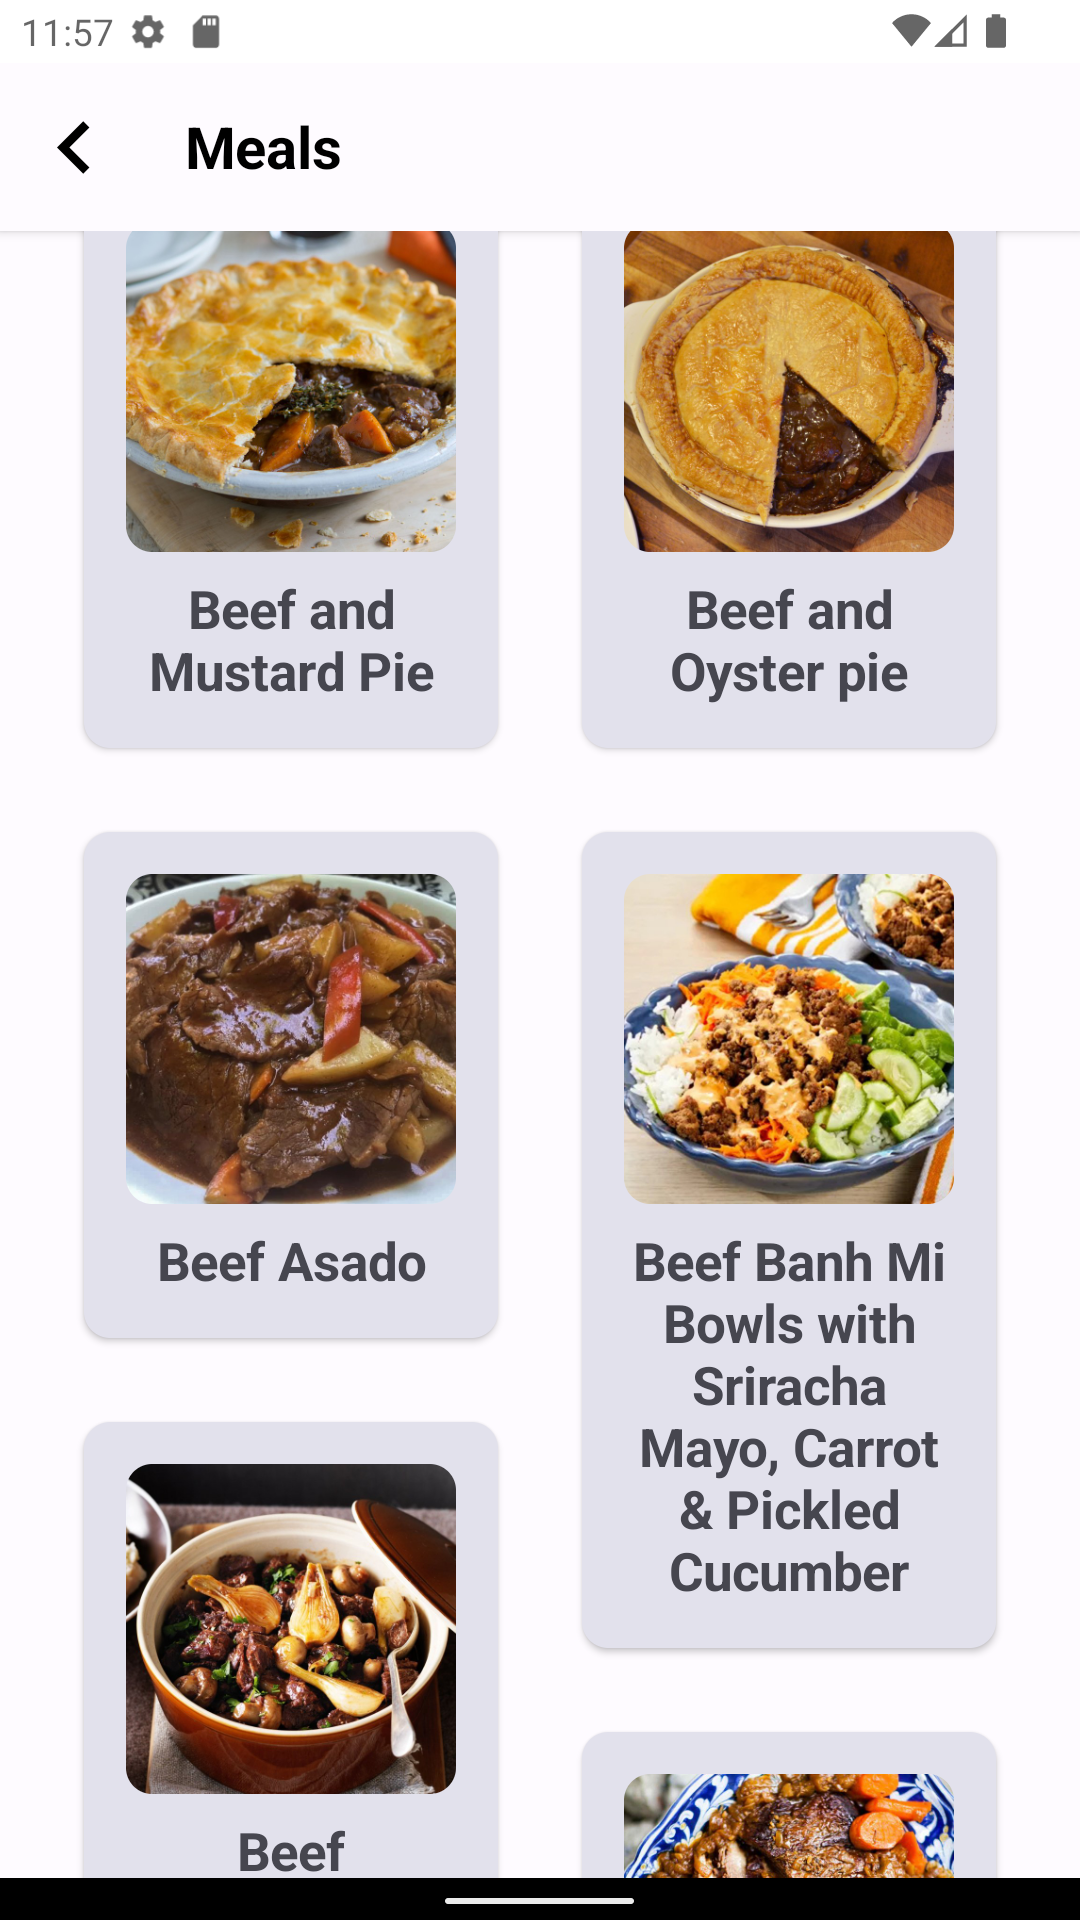 11:57
Meals
Beef and
Mustard Pie
Beef and
Oyster pie
Beef Asado
Beef Banh Mi
Bowls with
Sriracha
Mayo, Carrot
& Pickled
Cucumber
Beef